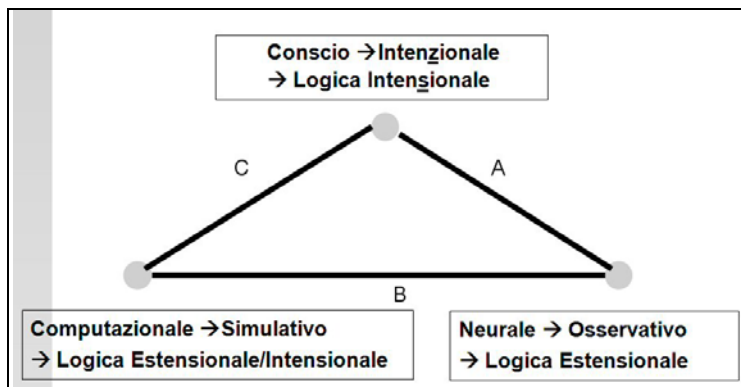 Conscio → Intenzionale
→ Logica Intensionale
C
A
B
Computazionale → Simulativo
→ Logica Estensionale/Intensionale
Neurale → Osservativo
→ Logica Estensionale